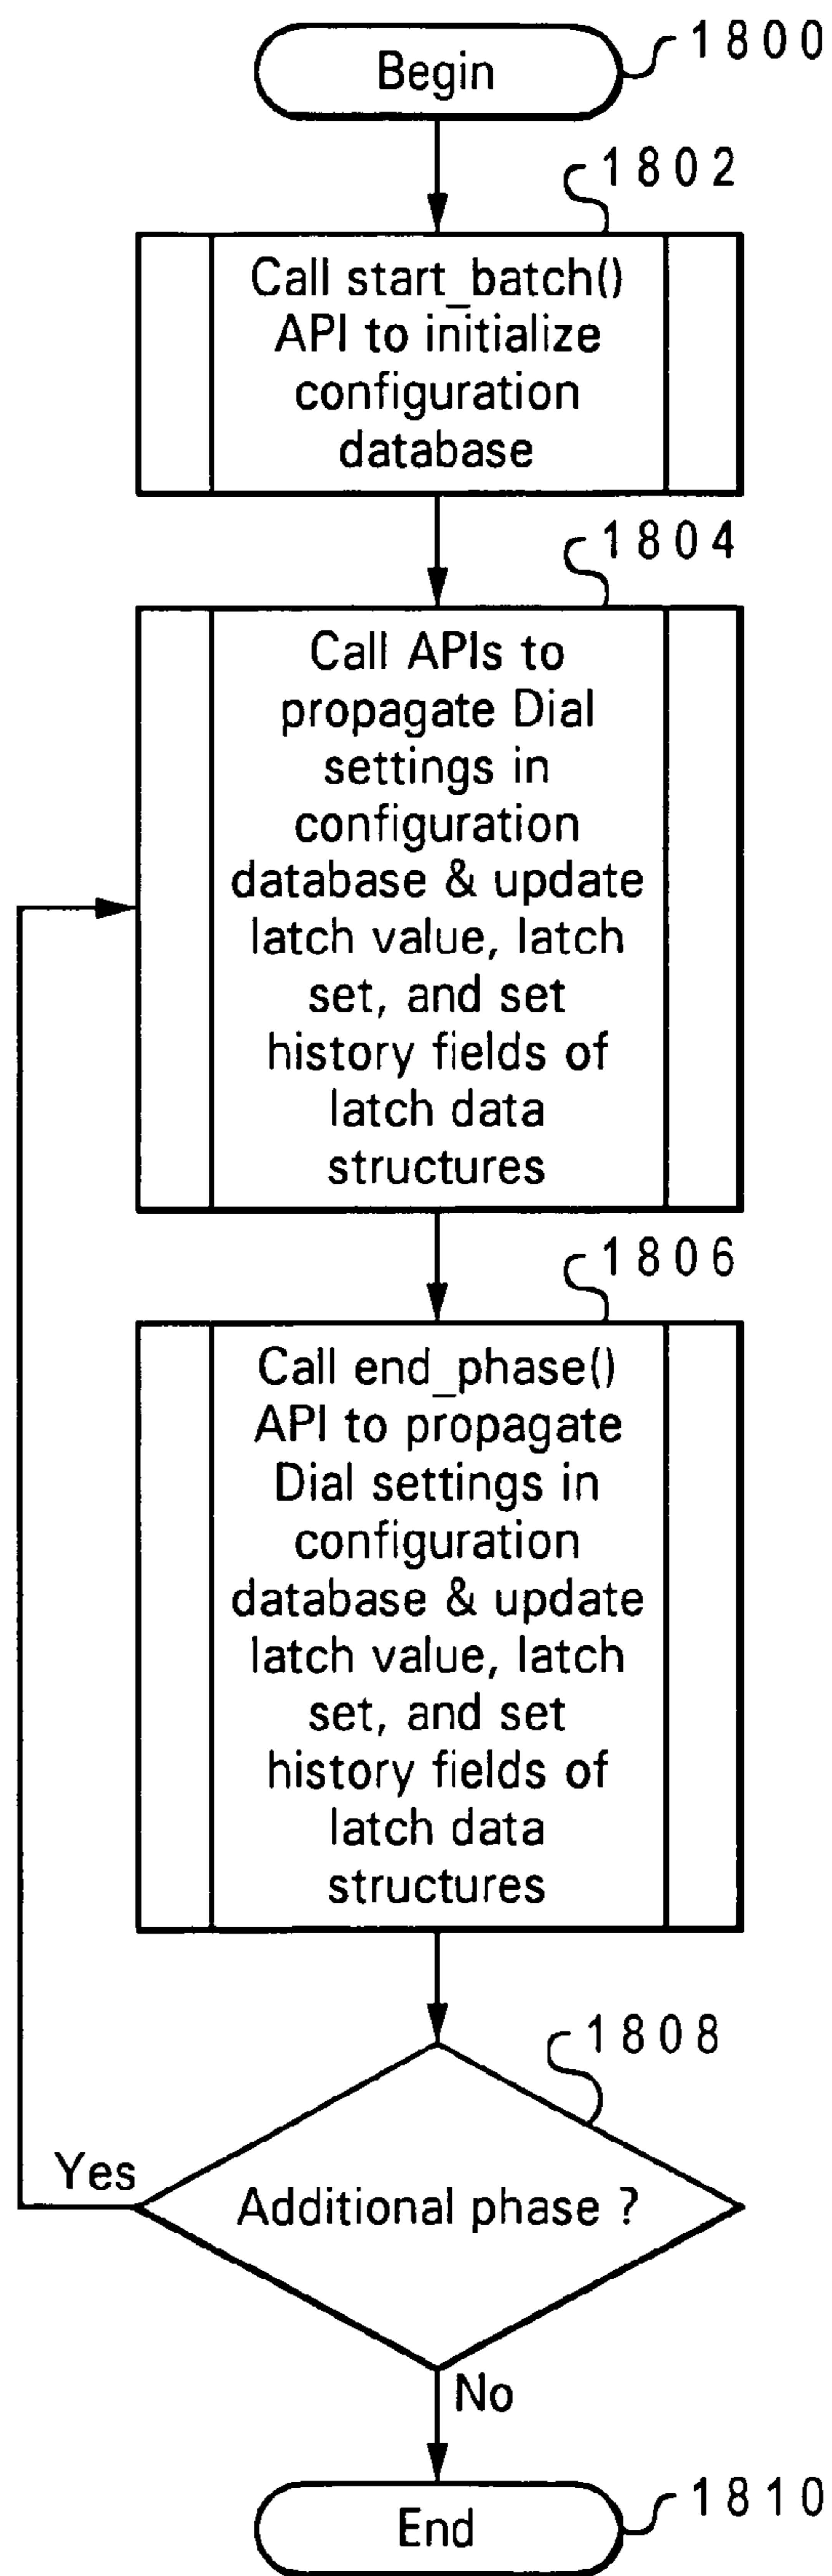 Begin
1800
1802
Call start_batch()
API to initialize
configuration
database
1804
Call APIs to
propagate Dial
settings in
configuration
database & update
latch value, latch
set, and set
history fields of
latch data
structures
1806
Call end_phase()
API to propagate
Dial settings in
configuration
database & update
latch value, latch
set, and set
history fields of
latch data
structures
1808
Yes
Additional phase ?
No
End
1810